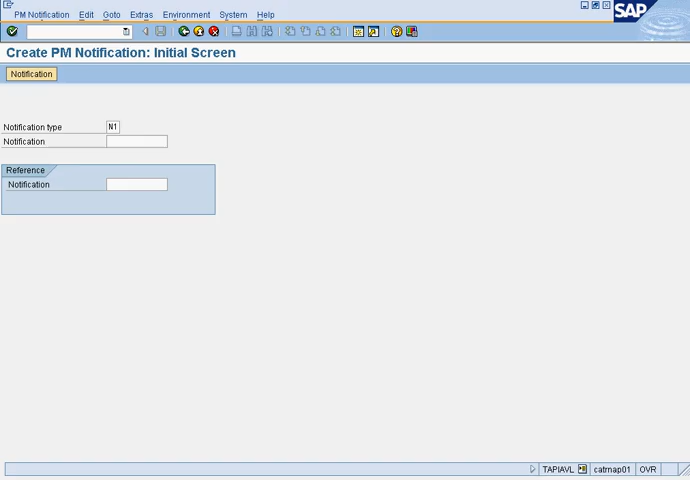 PM Notification Edit Goto Extras Environment System Help
SAP
Create PM Notification: Initial Screen
Notification
Notification type N1
Notification
Reference
Notification
TAPIAVL catrnap01 OVR